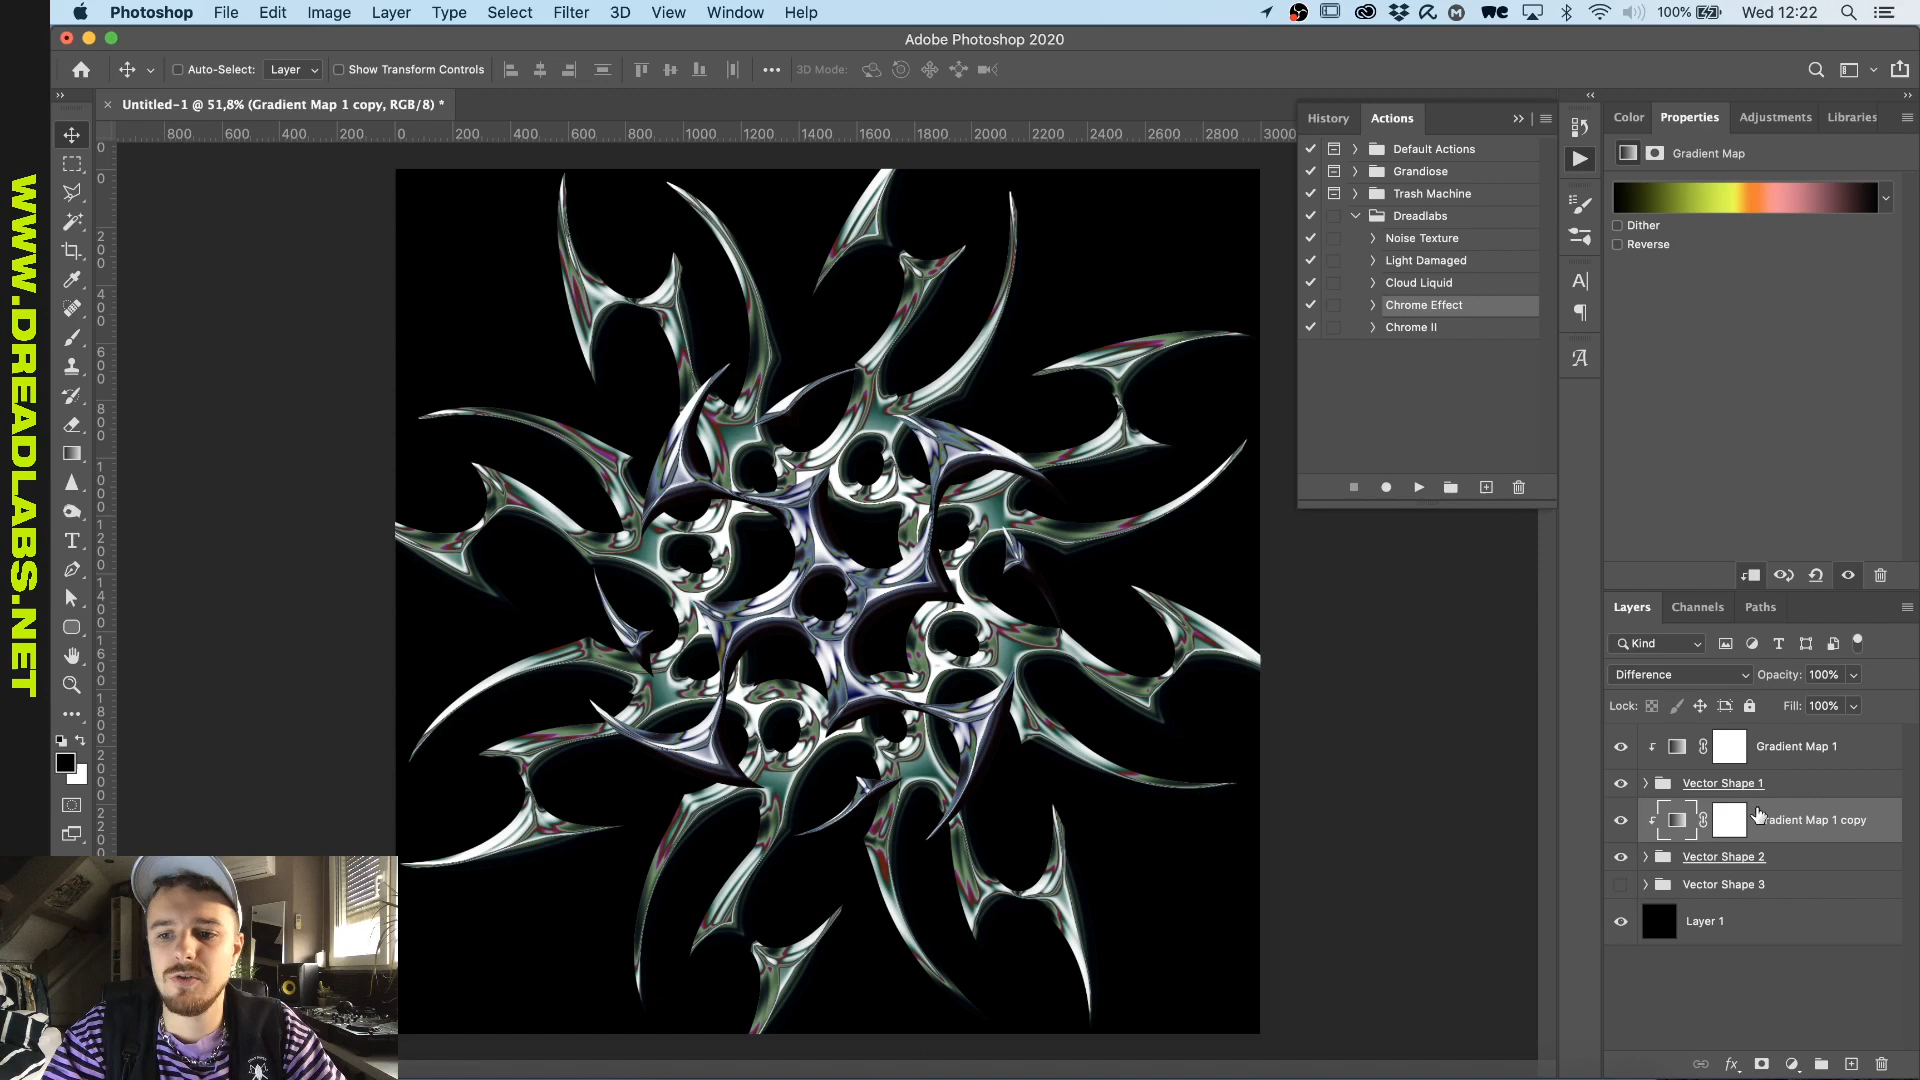 Photoshop File Edit Image Layer Type Select Filter 3D View Window Help
100% Wed 12:22
Adobe Photoshop 2020
Auto-Select: Layer Show Transform Controls 3D Mode:
Untitled-1 @ 51,8% (Gradient Map 1 copy, RGB/8) *
800 600 400 200 0 200 400 600 800 1000 1200 1400 1600 1800 2000 2200 2400 2600 2800 3000
History Actions
Default Actions
Grandiose
Trash Machine
Dreadlabs
Noise Texture
Light Damaged
Cloud Liquid
Chrome Effect
Chrome II
Color Properties Adjustments Libraries
Gradient Map
Dither
Reverse
Layers Channels Paths
Kind
Difference Opacity: 100%
Lock: Fill: 100%
Gradient Map 1
Vector Shape 1
radient Map 1 copy
Vector Shape 2
Vector Shape 3
Layer 1
WWW.DREADLABS.NET